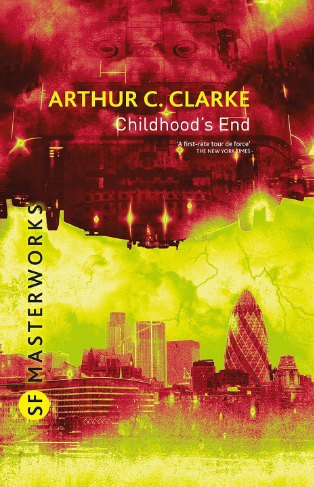 ARTHUR C. CLARKE
Childhood's End
'A first-rate tour de force'
THE NEW YORK TIMES
SF MASTERWORKS